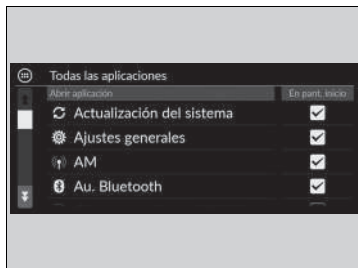 Todas las aplicaciones
Abrir aplicación En pant. inicio
Actualización del sistema
Ajustes generales
AM
Au. Bluetooth